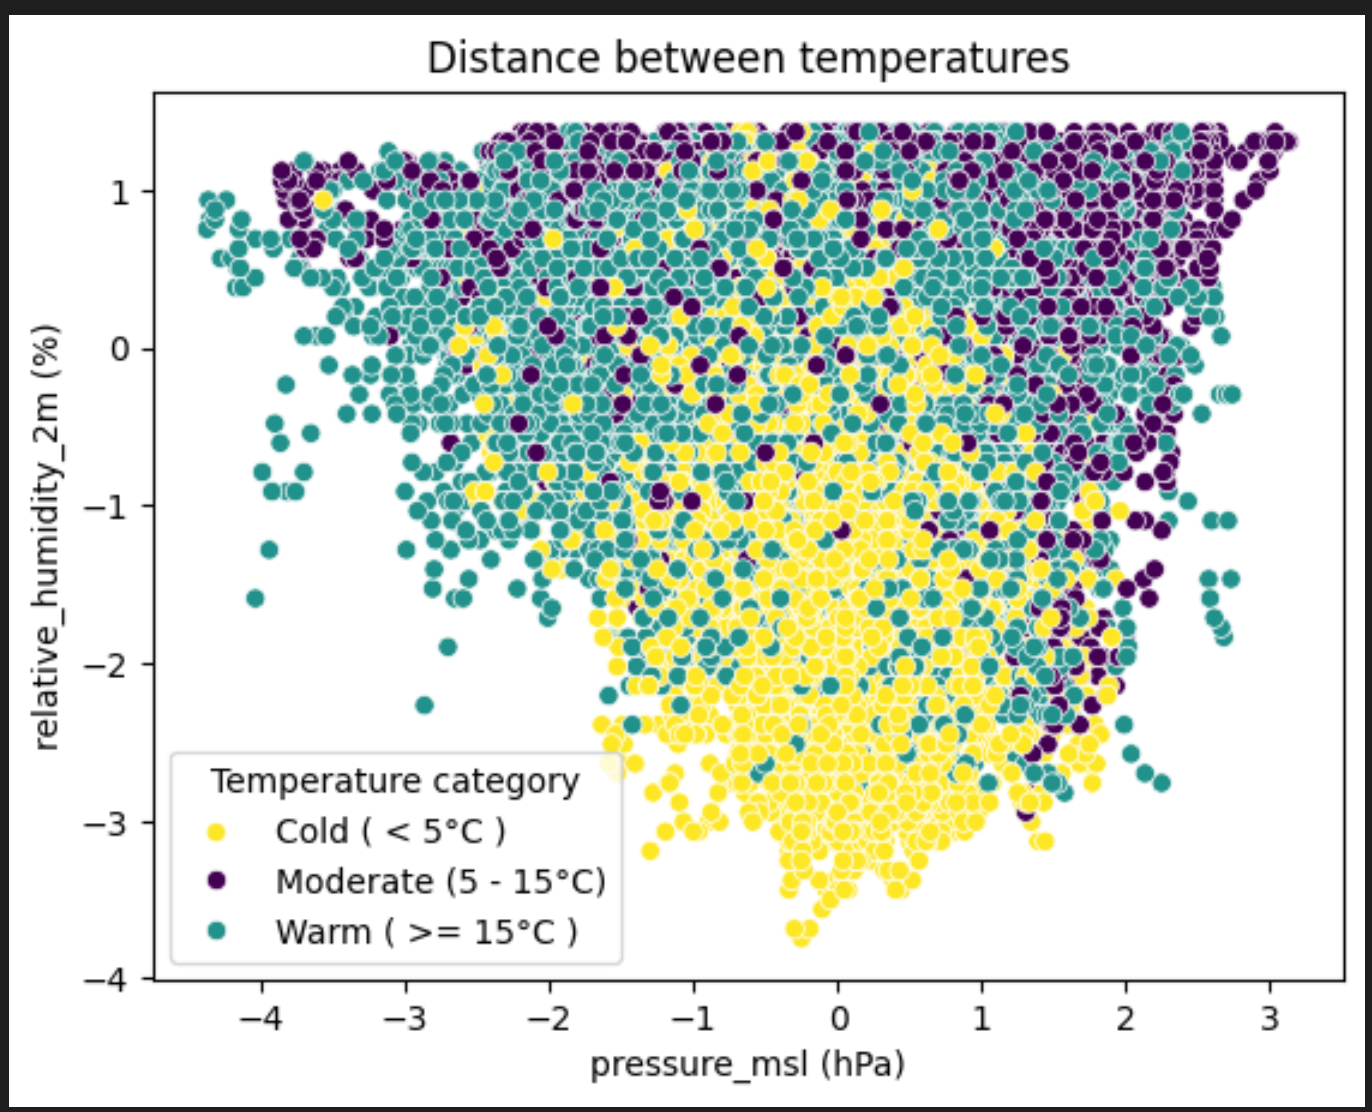 Distance between temperatures
relative_humidity_2m (%)
1
0
−1
−2
−3
−4
Temperature category
Cold ( < 5°C )
Moderate (5 - 15°C)
Warm ( >= 15°C )
−4 −3 −2 −1 0 1 2 3
pressure_msl (hPa)